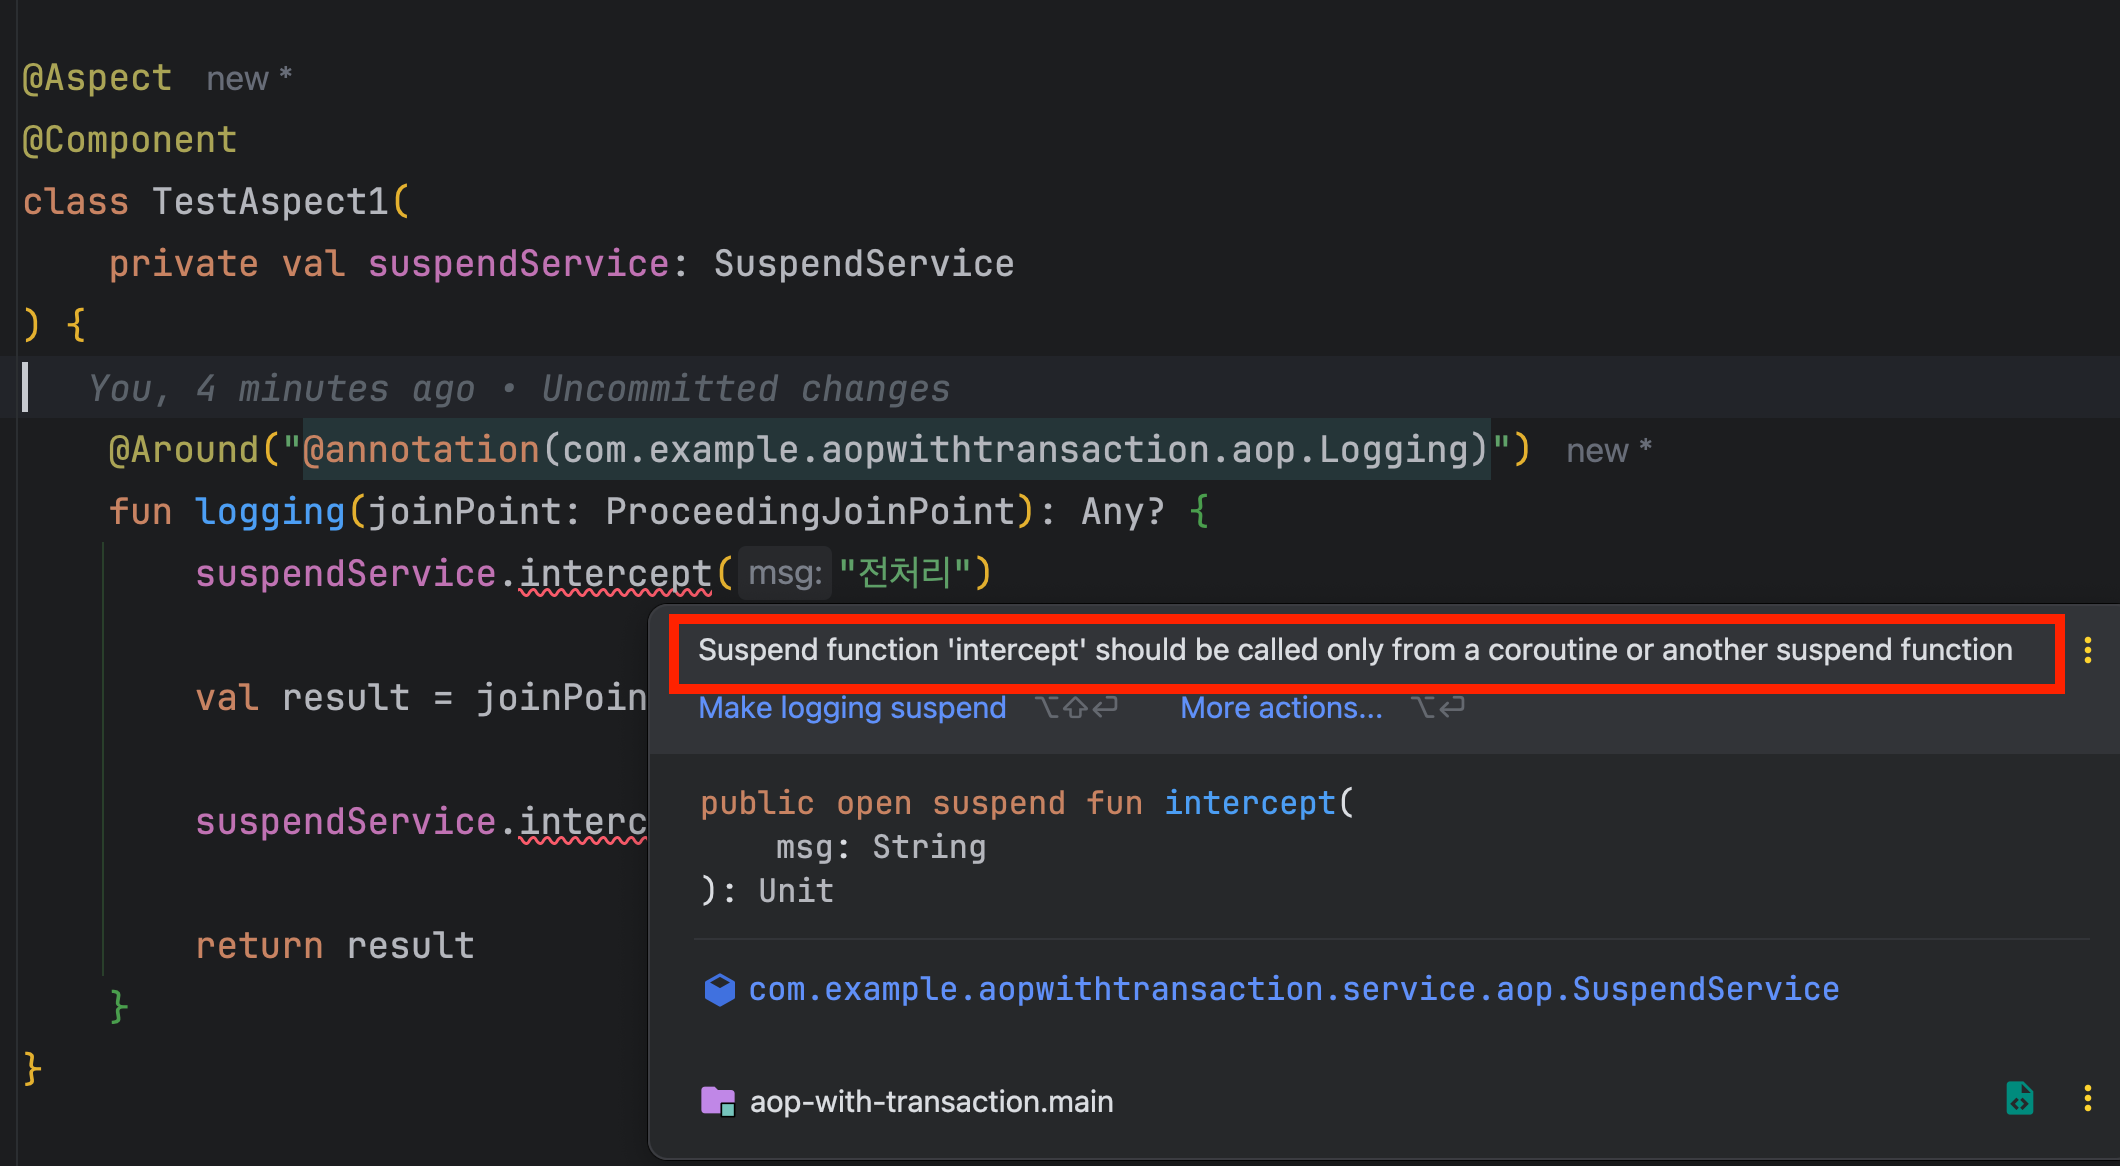 @Aspect new *
@Component
class TestAspect1(
private val suspendService: SuspendService
) {
You, 4 minutes ago • Uncommitted changes
@Around("@annotation(com.example.aopwithtransaction.aop.Logging)") new *
fun logging(joinPoint: ProceedingJoinPoint): Any? {
suspendService.intercept( msg: "전처리")
Suspend function 'intercept' should be called only from a coroutine or another suspend function
val result = joinPoin
Make logging suspend ⌥⇧⏎ More actions... ⌥⏎
public open suspend fun intercept(
suspendService.interc
msg: String
): Unit
return result
com.example.aopwithtransaction.service.aop.SuspendService
}
}
aop-with-transaction.main